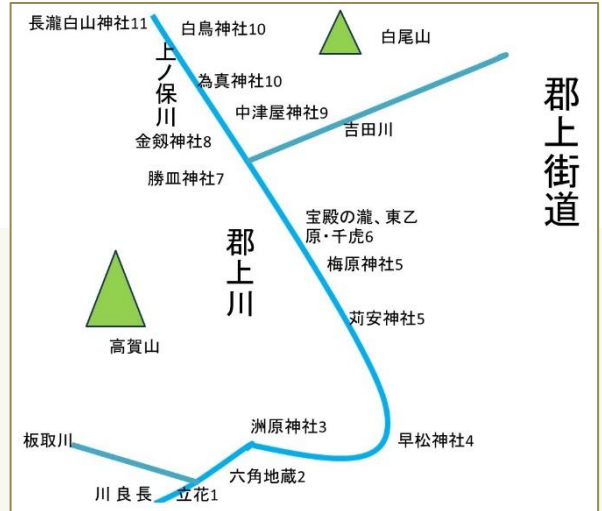 長瀧白山神社11
白鳥神社10
白尾山
上ノ保川
為真神社10
中津屋神社9
吉田川
金剱神社8
勝皿神社7
郡上街道
宝殿の瀧、東乙
原・千虎6
郡上川
梅原神社5
苅安神社5
高賀山
洲原神社3
早松神社4
板取川
六角地蔵2
川良長
立花1